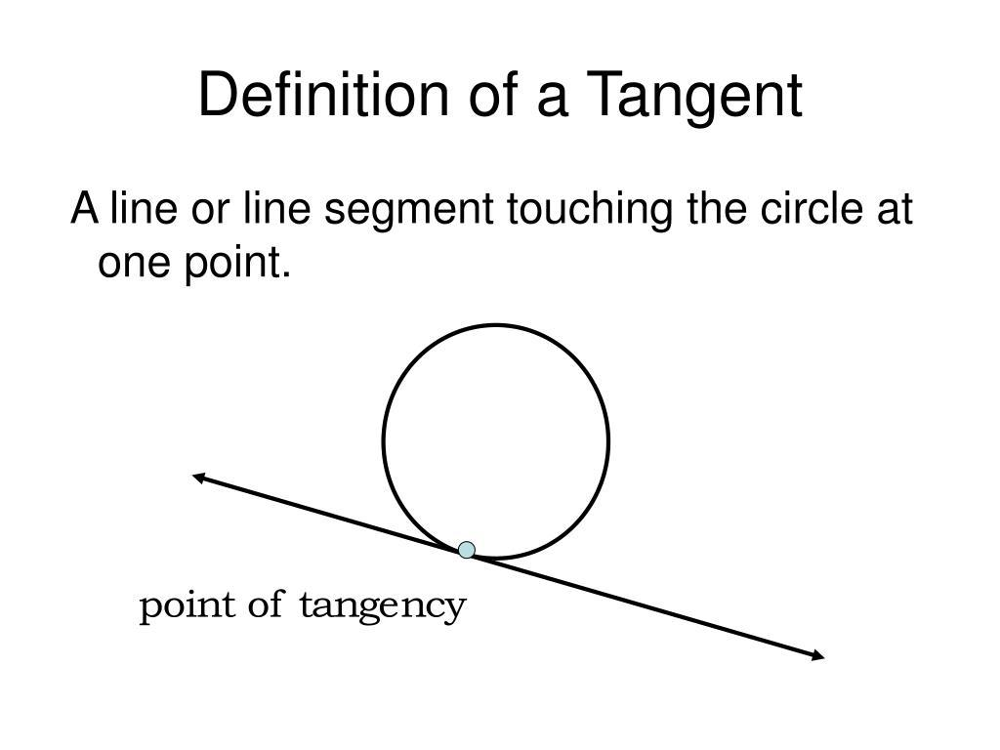 Definition of a Tangent
A line or line segment touching the circle at
one point.
point of tangency